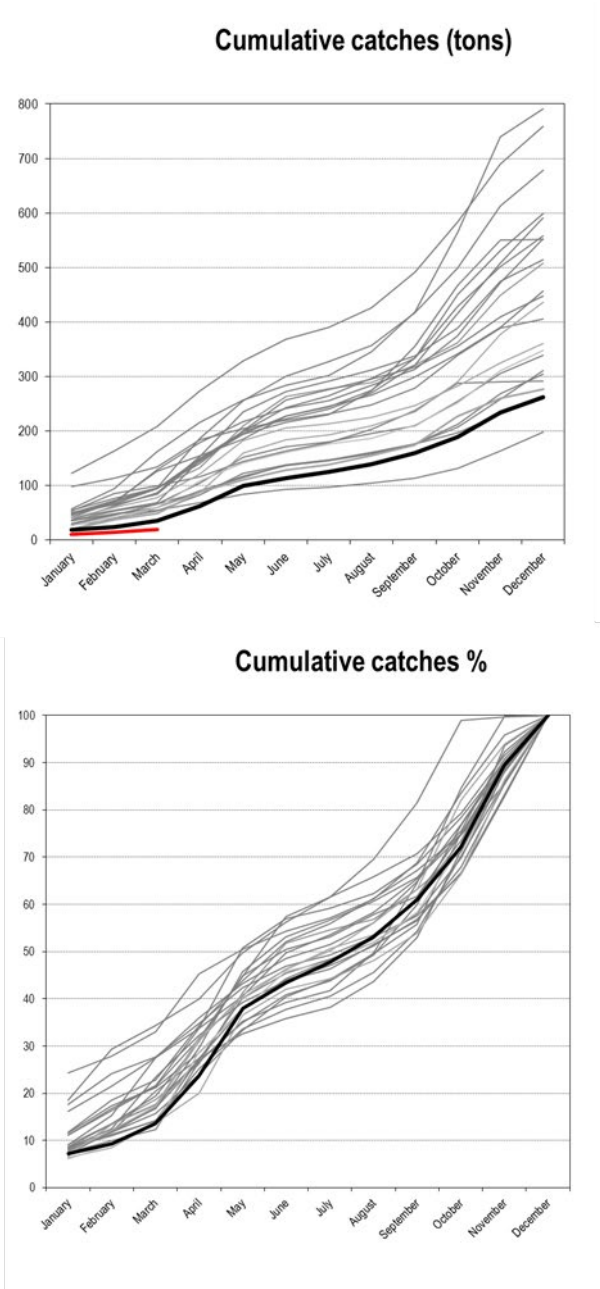 Cumulative catches (tons)
800
700
600
500
400
300
200
100
0
January
February
March
April
May
June
July
August
September
October
November
December
Cumulative catches %
100
90
80
70
60
50
40
30
20
10
0
January
February
March
April
May
June
July
August
September
October
November
December